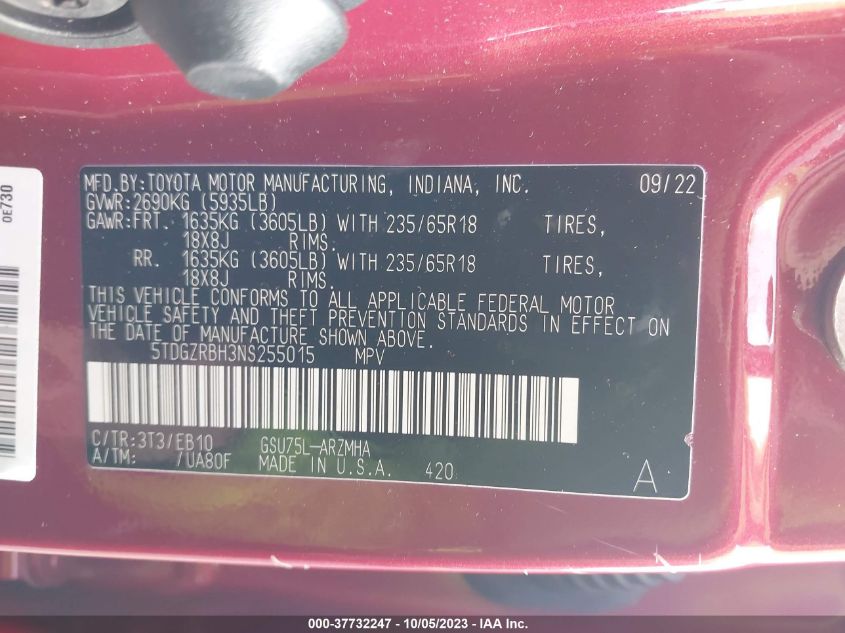 MFD.BY:TOYOTA MOTOR MANUFACTURING, INDIANA, INC. 09/22
GVWR:2690KG (5935LB)
GAWR:FRT. 1635KG (3605LB) WITH 235/65R18 TIRES,
18X8J RIMS.
RR. 1635KG (3605LB) WITH 235/65R18 TIRES,
18X8J RIMS.
THIS VEHICLE CONFORMS TO ALL APPLICABLE FEDERAL MOTOR
VEHICLE SAFETY AND THEFT PREVENTION STANDARDS IN EFFECT ON
THE DATE OF MANUFACTURE SHOWN ABOVE.
5TDGZRBH3NS255015 MPV
C/TR:3T3/EB10 GSU75L-ARZMHA
A/TM: /UA80F MADE IN U.S.A. 420 A
0E730
000-37732247 - 10/05/2023 - IAA Inc.